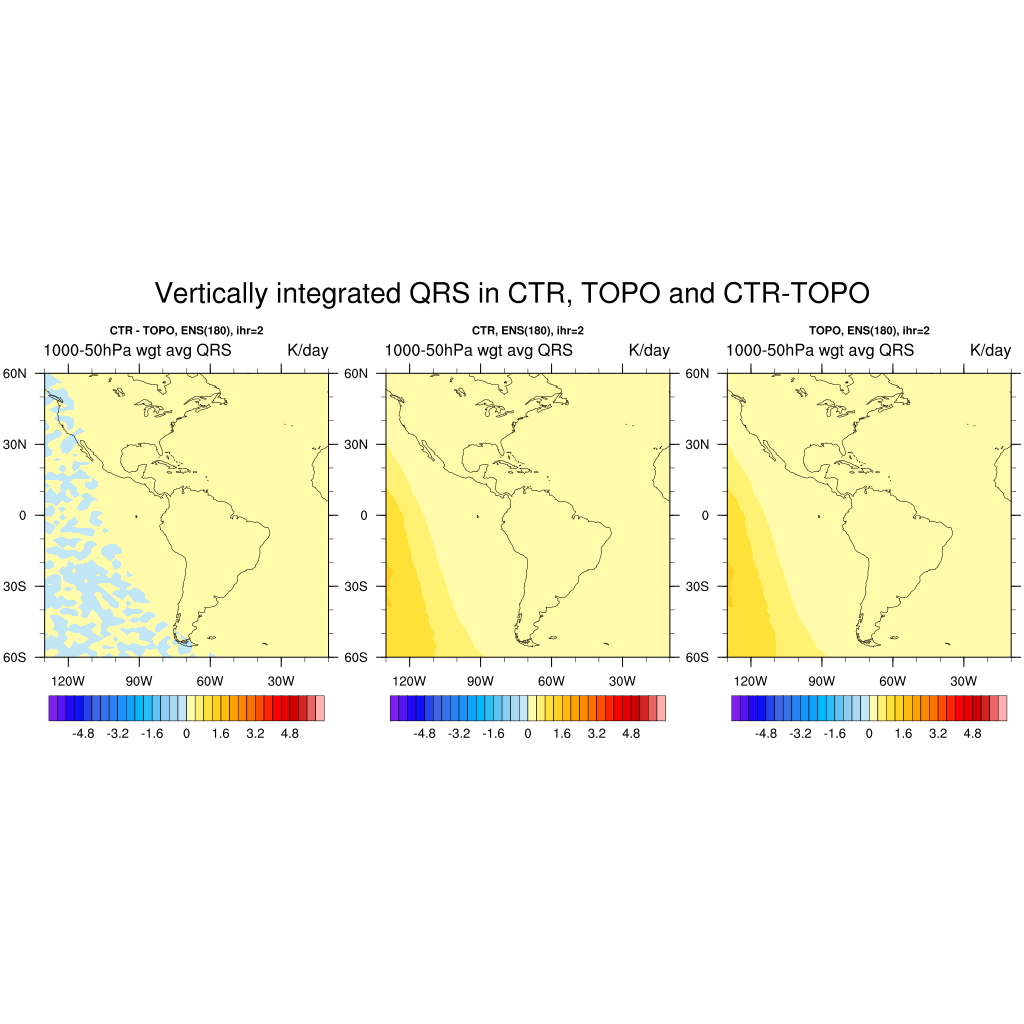 Vertically integrated QRS in CTR, TOPO and CTR-TOPO
CTR - TOPO, ENS(180), ihr=2
1000-50hPa wgt avg QRS K/day
60N
30N
0
30S
60S
120W 90W 60W 30W
-4.8 -3.2 -1.6 0 1.6 3.2 4.8
CTR, ENS(180), ihr=2
1000-50hPa wgt avg QRS K/day
60N
30N
0
30S
60S
120W 90W 60W 30W
-4.8 -3.2 -1.6 0 1.6 3.2 4.8
TOPO, ENS(180), ihr=2
1000-50hPa wgt avg QRS K/day
60N
30N
0
30S
60S
120W 90W 60W 30W
-4.8 -3.2 -1.6 0 1.6 3.2 4.8